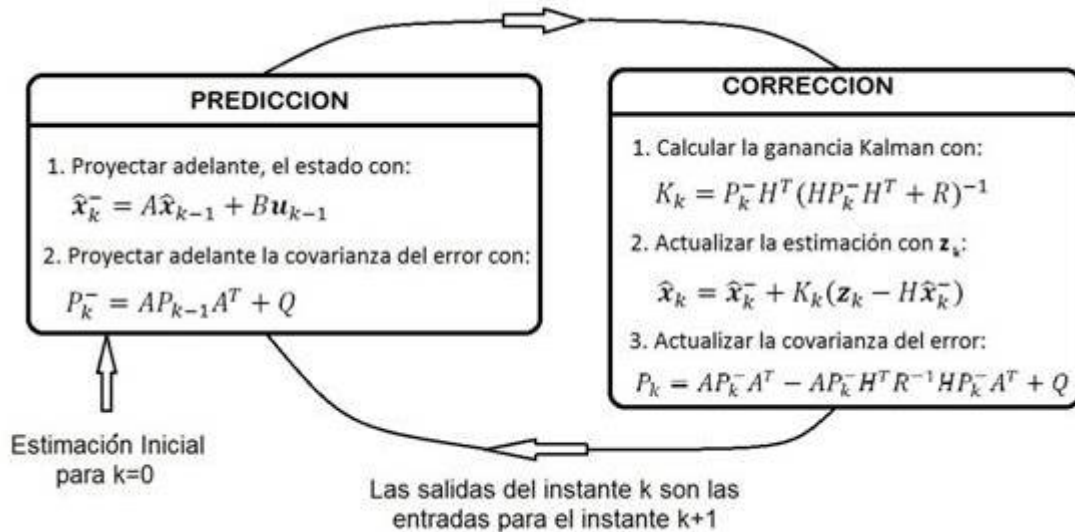 PREDICCION
1. Proyectar adelante, el estado con:
x̂ₖ⁻ = Ax̂ₖ₋₁ + Buₖ₋₁
2. Proyectar adelante la covarianza del error con:
Pₖ⁻ = APₖ₋₁Aᵀ + Q
CORRECCION
1. Calcular la ganancia Kalman con:
Kₖ = Pₖ⁻Hᵀ(HPₖ⁻Hᵀ + R)⁻¹
2. Actualizar la estimación con zₖ:
x̂ₖ = x̂ₖ⁻ + Kₖ(zₖ − Hx̂ₖ⁻)
3. Actualizar la covarianza del error:
Pₖ = APₖ⁻Aᵀ − APₖ⁻HᵀR⁻¹HPₖ⁻Aᵀ + Q
Estimación Inicial
para k=0
Las salidas del instante k son las
entradas para el instante k+1